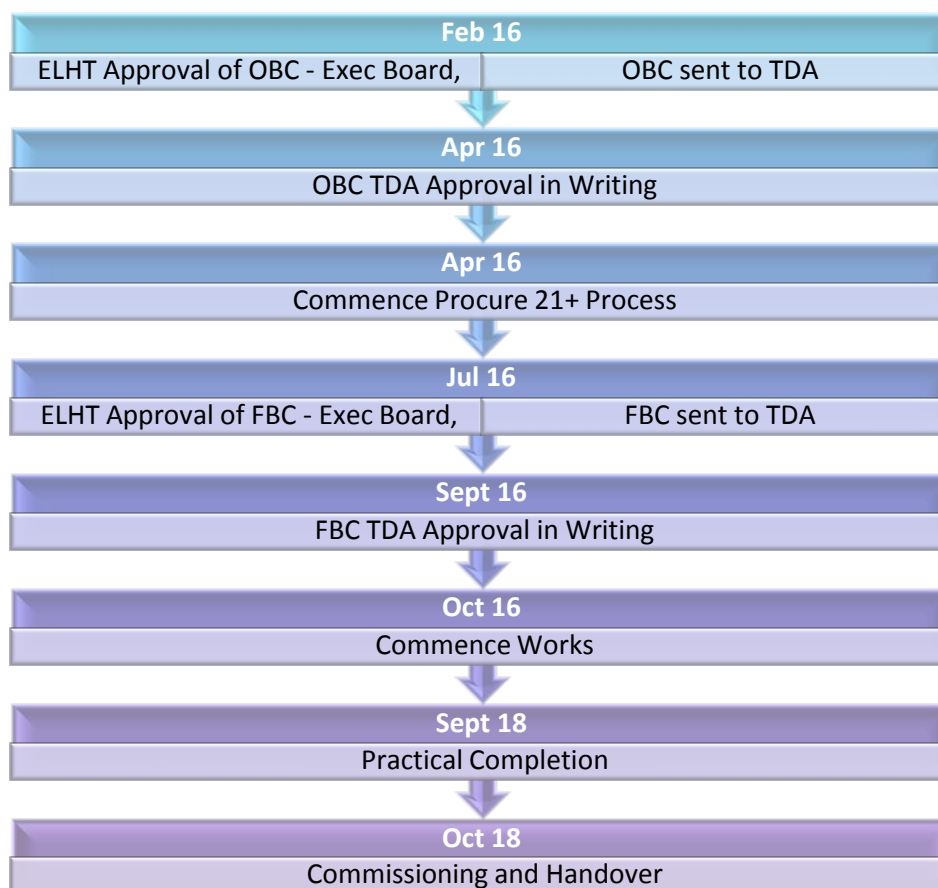 Feb 16
ELHT Approval of OBC - Exec Board,
OBC sent to TDA
Apr 16
OBC TDA Approval in Writing
Apr 16
Commence Procure 21+ Process
Jul 16
ELHT Approval of FBC - Exec Board,
FBC sent to TDA
Sept 16
FBC TDA Approval in Writing
Oct 16
Commence Works
Sept 18
Practical Completion
Oct 18
Commissioning and Handover